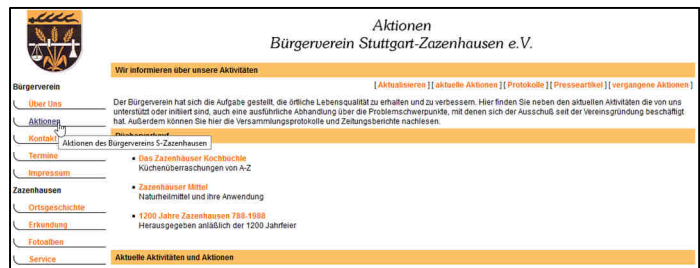 Aktionen
Bürgerverein Stuttgart-Zazenhausen e.V.
Wir informieren über unsere Aktivitäten
[ Aktualisieren ] [ aktuelle Aktionen ] [ Protokolle ] [ Presseartikel ] [ vergangene Aktionen ]
Bürgerverein
Über Uns
Aktionen
Kontakt
Aktionen des Bürgervereins S-Zazenhausen
Termine
Impressum
Zazenhausen
Ortsgeschichte
Erkundung
Fotoalben
Service
Der Bürgerverein hat sich die Aufgabe gestellt, die örtliche Lebensqualität zu erhalten und zu verbessern. Hier finden Sie neben den aktuellen Aktivitäten die von uns
unterstützt oder initiiert sind, auch eine ausführliche Abhandlung über die Problemschwerpunkte, mit denen sich der Ausschuß seit der Vereinsgründung beschäftigt
hat. Außerdem können Sie hier die Versammlungsprotokolle und Zeitungsberichte nachlesen.
Bücherverkauf
• Das Zazenhäuser Kochbuchle
Küchenüberraschungen von A-Z
• Zazenhäuser Mittel
Naturheilmittel und ihre Anwendung
• 1200 Jahre Zazenhausen 788-1988
Herausgegeben anläßlich der 1200 Jahrfeier
Aktuelle Aktivitäten und Aktionen